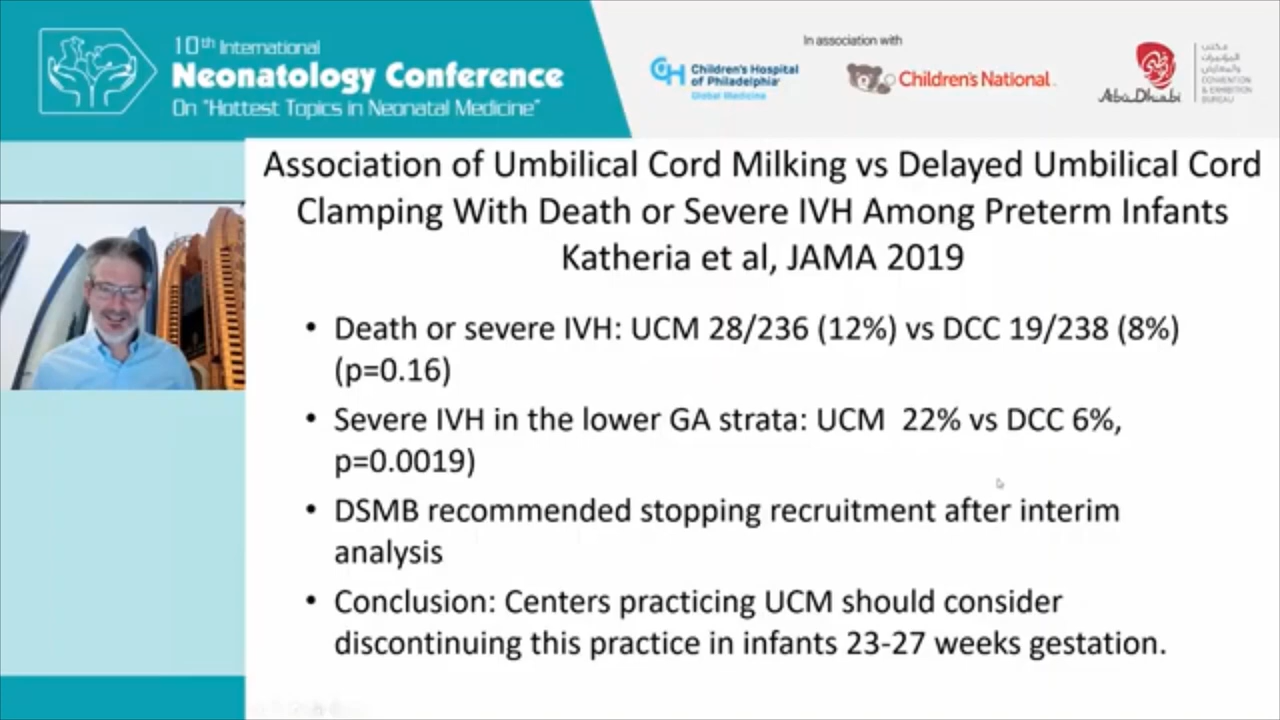 10th International
Neonatology Conference
On "Hottest Topics in Neonatal Medicine"
In association with
CH Children's Hospital
of Philadelphia
Global Medicine
Children's National
Abu Dhabi
CONVENTION
& EXHIBITION
BUREAU
Association of Umbilical Cord Milking vs Delayed Umbilical Cord
Clamping With Death or Severe IVH Among Preterm Infants
Katheria et al, JAMA 2019
• Death or severe IVH: UCM 28/236 (12%) vs DCC 19/238 (8%)
(p=0.16)
• Severe IVH in the lower GA strata: UCM  22% vs DCC 6%,
p=0.0019)
• DSMB recommended stopping recruitment after interim
analysis
• Conclusion: Centers practicing UCM should consider
discontinuing this practice in infants 23-27 weeks gestation.